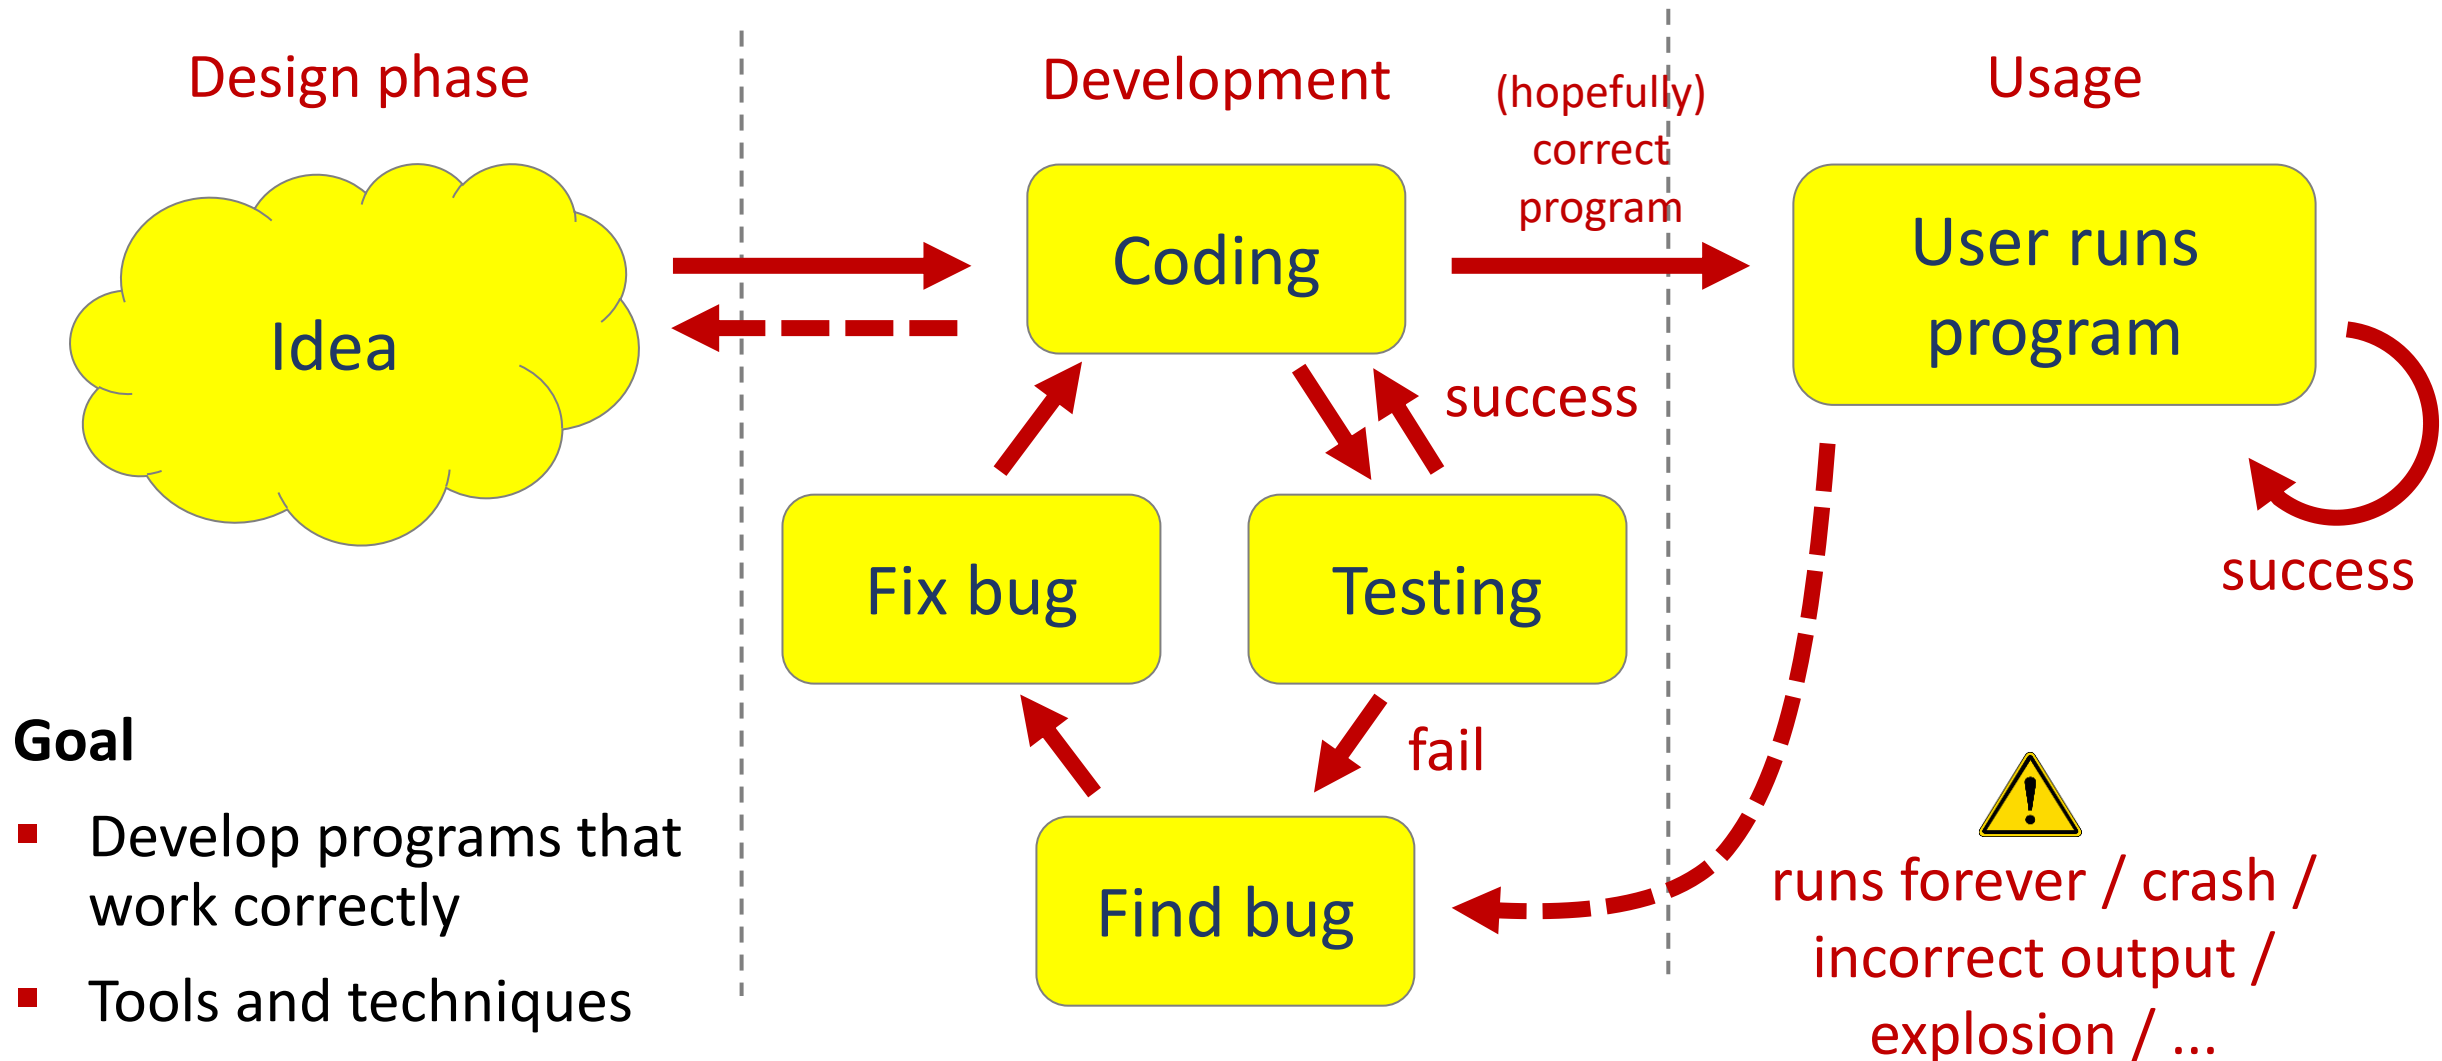 Design phase
Idea
Goal
▪ Develop programs that
work correctly
▪ Tools and techniques
Development
Coding
success
Fix bug
Testing
fail
Find bug
(hopefully)
correct
program
Usage
User runs
program
success
runs forever / crash /
incorrect output /
explosion / ...